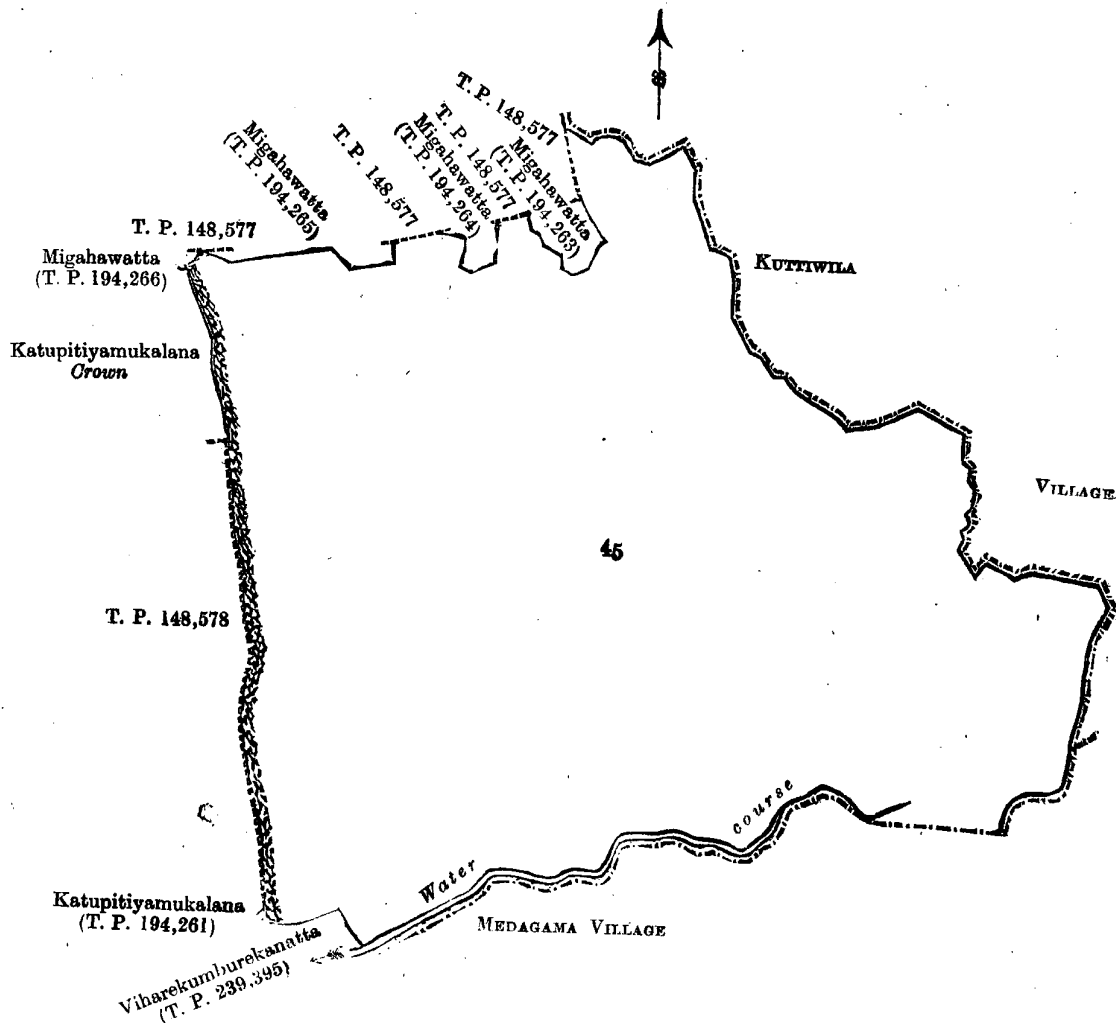 T. P. 148,577
Migahawatta
(T. P. 194,263)
T. P. 148,577
Migahawatta
(T. P. 194,264)
T. P. 148,577
Migahawatta
(T. P. 194,265)
T. P. 148,577
Migahawatta
(T. P. 194,266)
KUTTIWILA
Katupitiyamukalana
Crown
VILLAGE
45
T. P. 148,578
Water course
Katupitiyamukalana
(T. P. 194,261)
MEDAGAMA VILLAGE
Viharekumburekanatta
(T. P. 239,395)